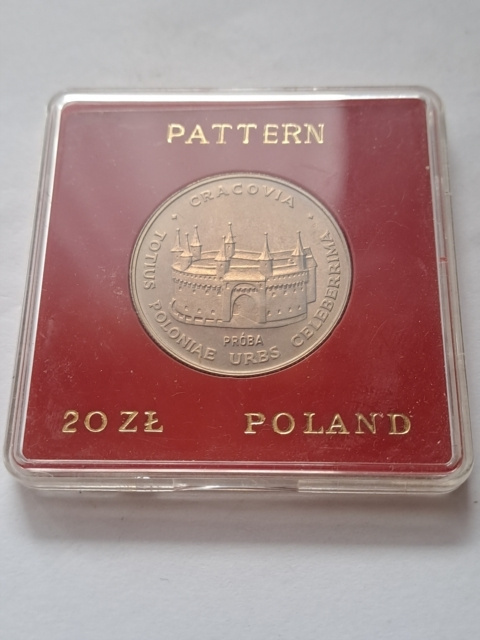 PATTERN
• CRACOVIA •
TOTIUS POLONIAE URBS CELEBERRIMA
PRÓBA
20 ZŁ POLAND